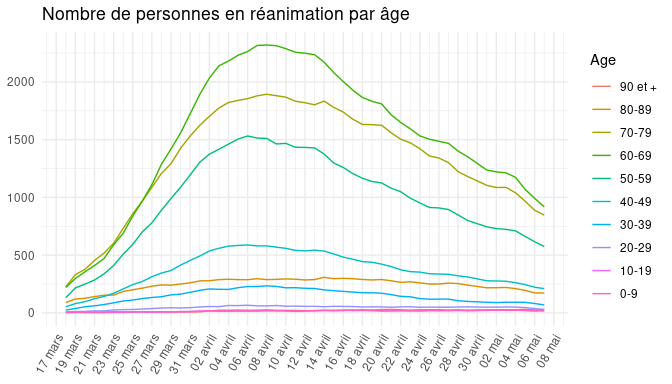 Nombre de personnes en réanimation par âge
2000
1500
1000
500
0
17 mars
19 mars
21 mars
23 mars
25 mars
27 mars
29 mars
31 mars
02 avril
04 avril
06 avril
08 avril
10 avril
12 avril
14 avril
16 avril
18 avril
20 avril
22 avril
24 avril
26 avril
28 avril
30 avril
02 mai
04 mai
06 mai
08 mai
Age
90 et +
80-89
70-79
60-69
50-59
40-49
30-39
20-29
10-19
0-9